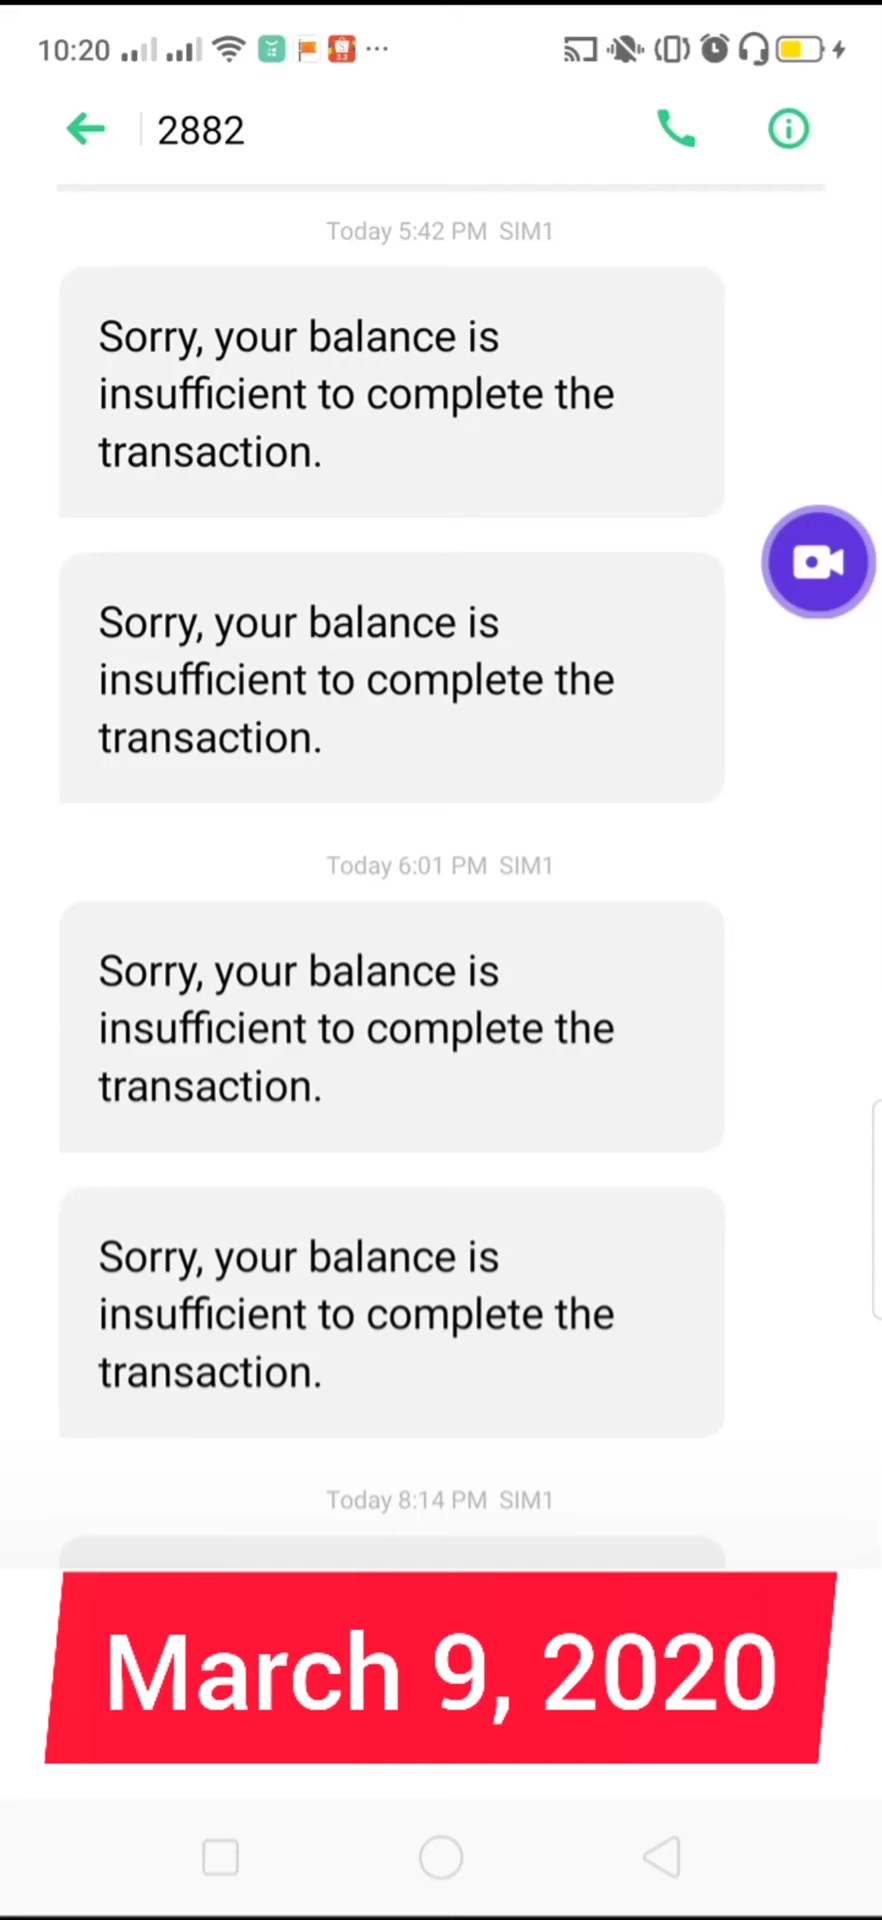 10:20
2882
Today 5:42 PM SIM1
Sorry, your balance is
insufficient to complete the
transaction.
Sorry, your balance is
insufficient to complete the
transaction.
Today 6:01 PM SIM1
Sorry, your balance is
insufficient to complete the
transaction.
Sorry, your balance is
insufficient to complete the
transaction.
Today 8:14 PM SIM1
March 9, 2020